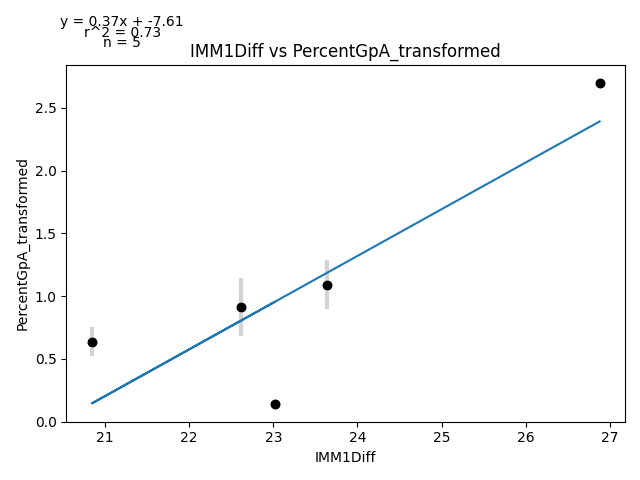 y = 0.37x + -7.61
r^2 = 0.73
n = 5
IMM1Diff vs PercentGpA_transformed
PercentGpA_transformed
2.5
2.0
1.5
1.0
0.5
0.0
21 22 23 24 25 26 27
IMM1Diff